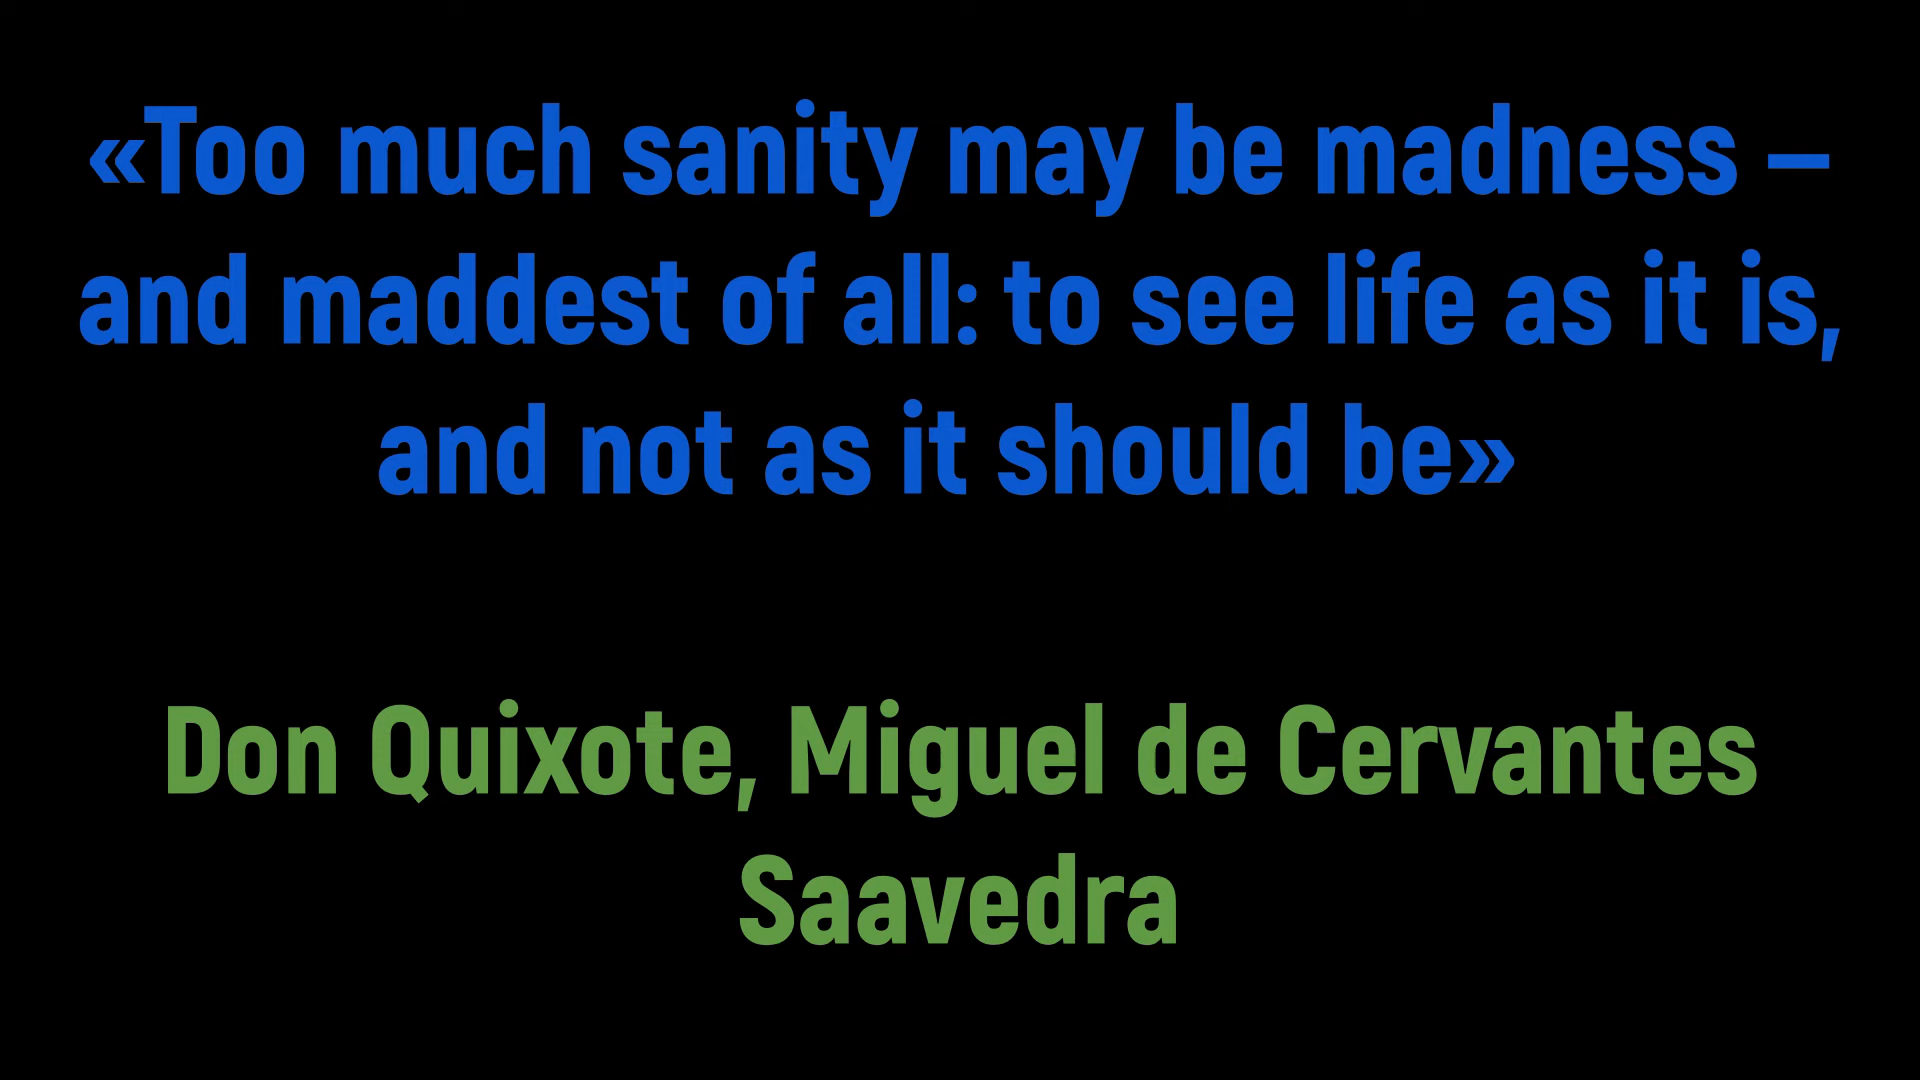 «Too much sanity may be madness —
and maddest of all: to see life as it is,
and not as it should be»
Don Quixote, Miguel de Cervantes
Saavedra